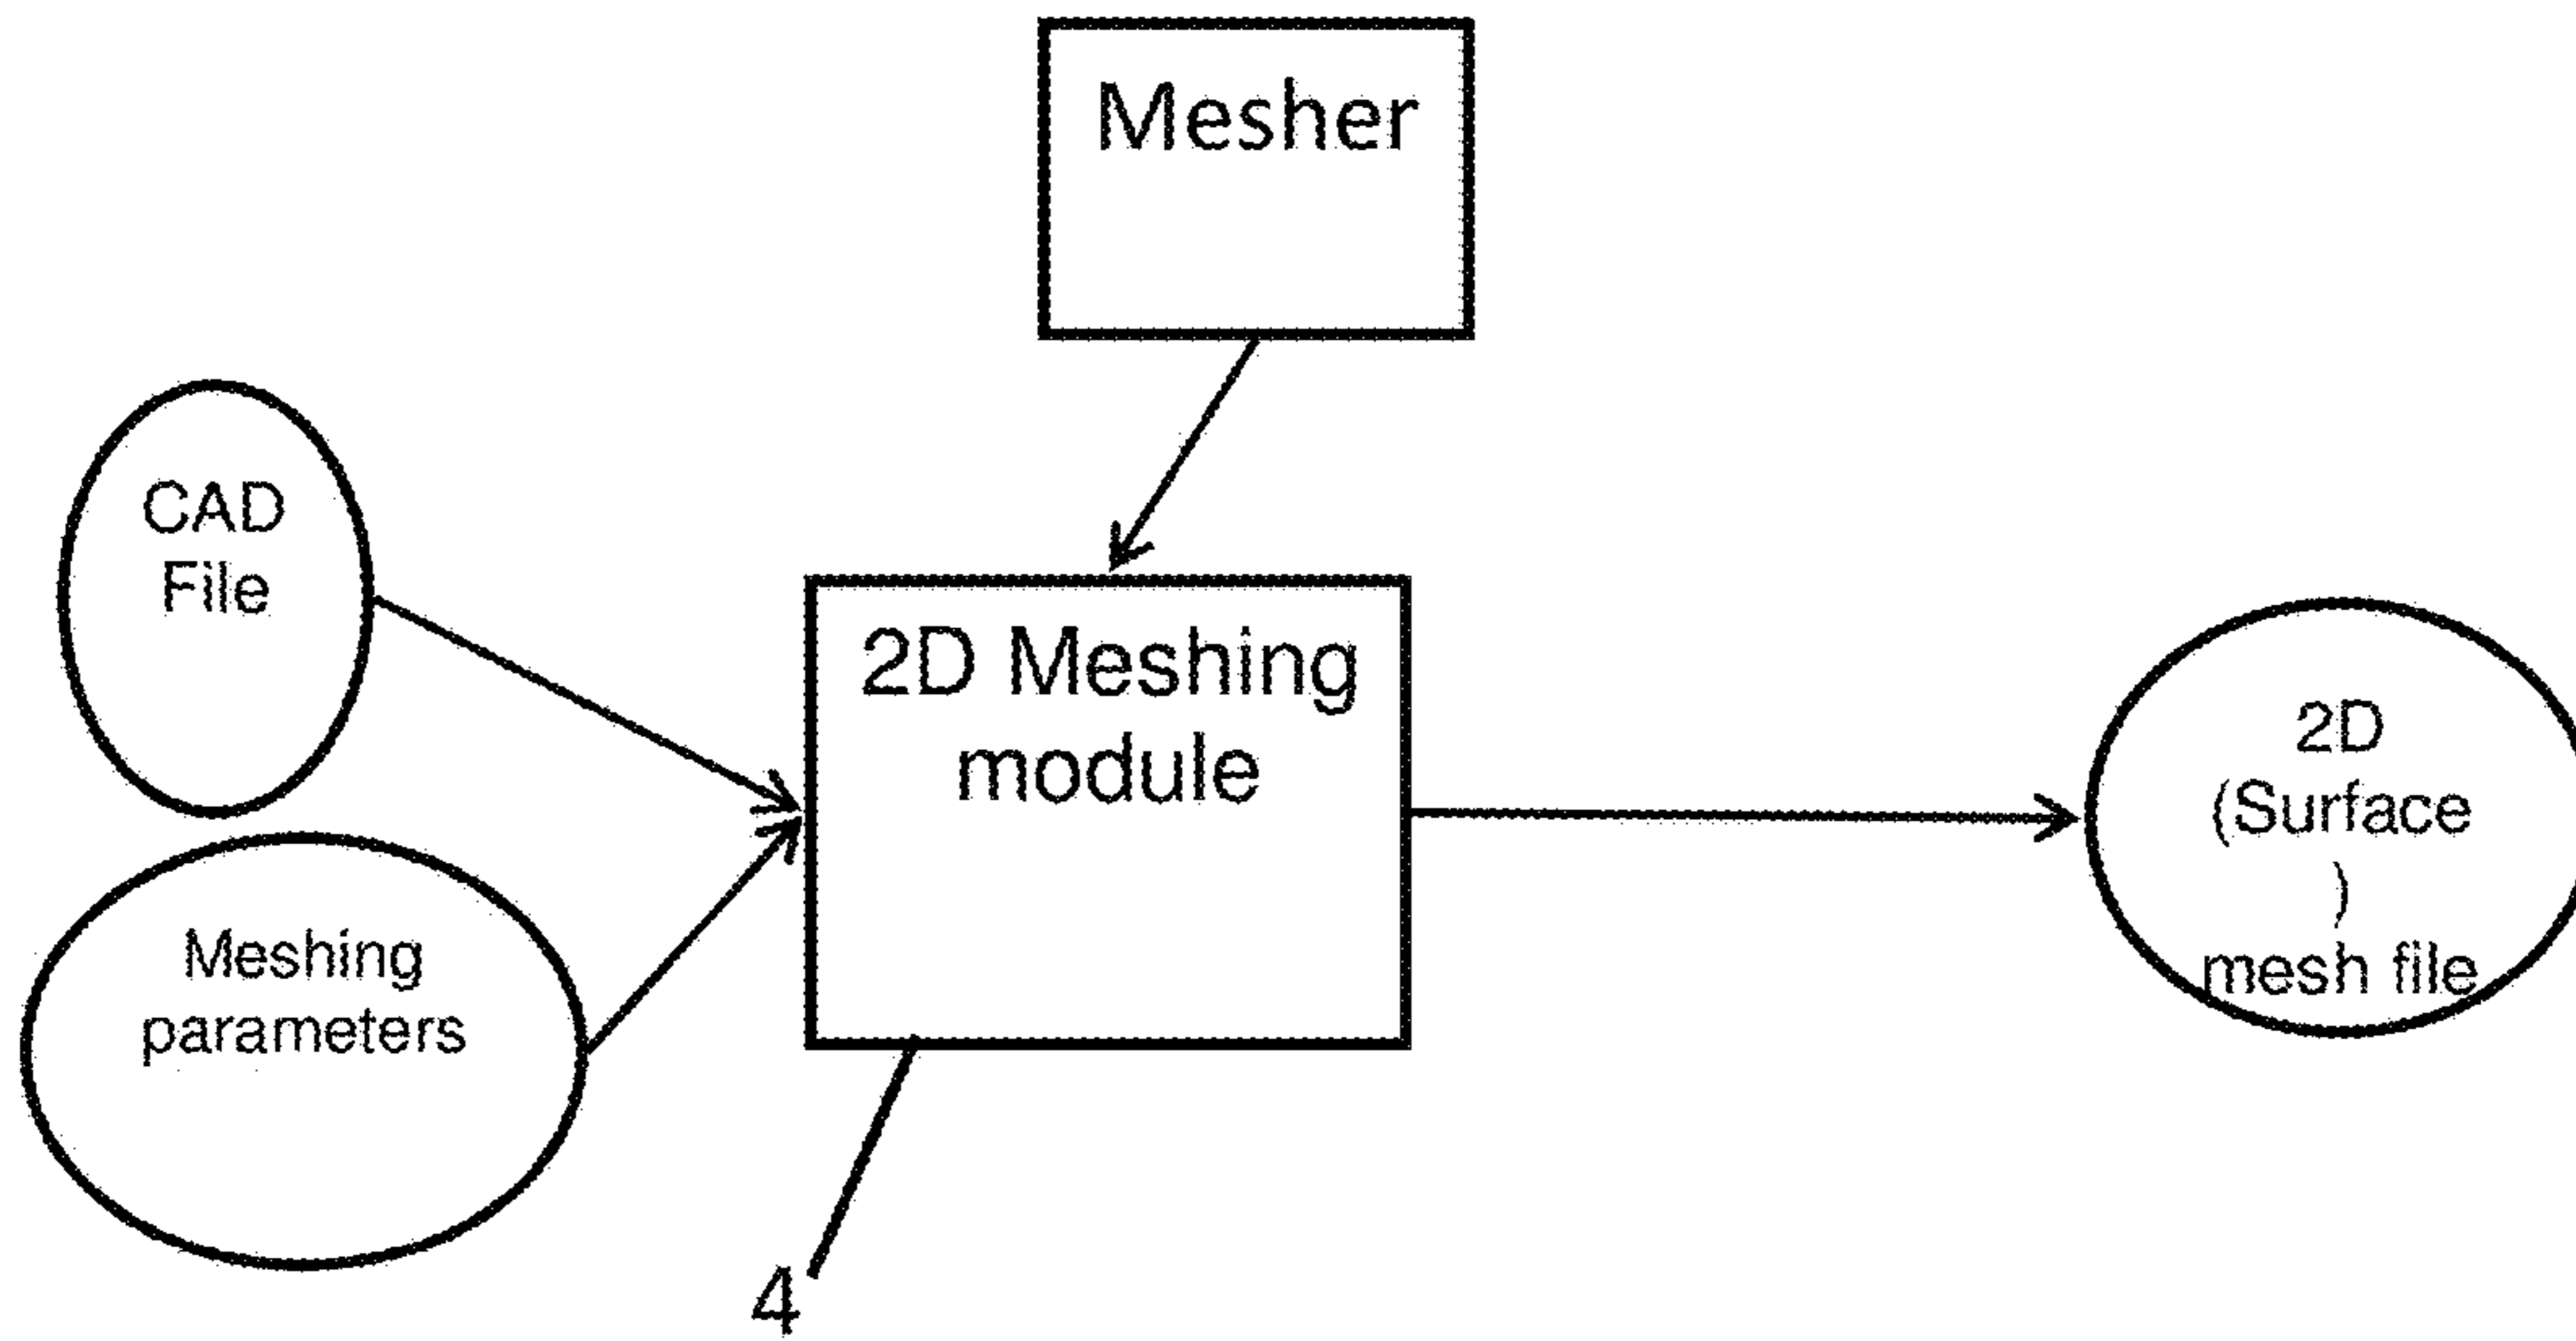 Mesher
CAD
File
2D Meshing
module
2D
(Surface
)
mesh file
Meshing
parameters
4